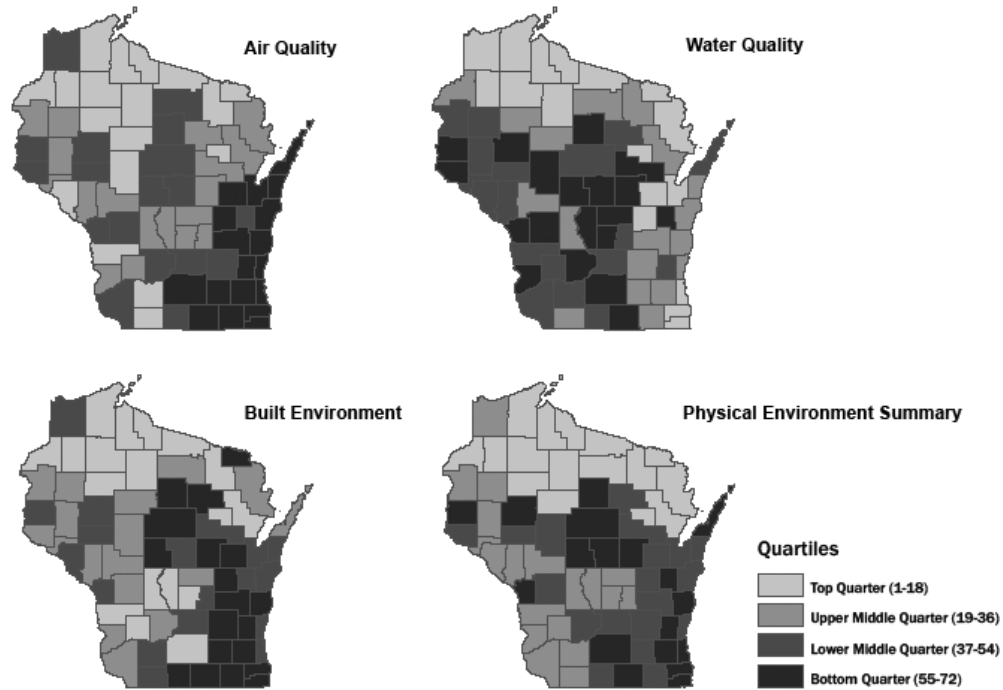 Air Quality
Water Quality
Built Environment
Physical Environment Summary
Quartiles
Top Quarter (1-18)
Upper Middle Quarter (19-36)
Lower Middle Quarter (37-54)
Bottom Quarter (55-72)